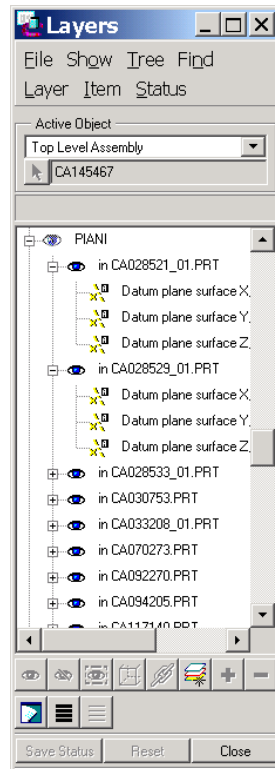 Layers
File Show Tree Find
Layer Item Status
Active Object
Top Level Assembly
CA145467
PIANI
in CA028521_01.PRT
Datum plane surface X,
Datum plane surface Y,
Datum plane surface Z,
in CA028529_01.PRT
Datum plane surface X,
Datum plane surface Y,
Datum plane surface Z,
in CA028533_01.PRT
in CA030753.PRT
in CA033208_01.PRT
in CA070273.PRT
in CA092270.PRT
in CA094205.PRT
in CA117140.PRT
Save Status Reset Close